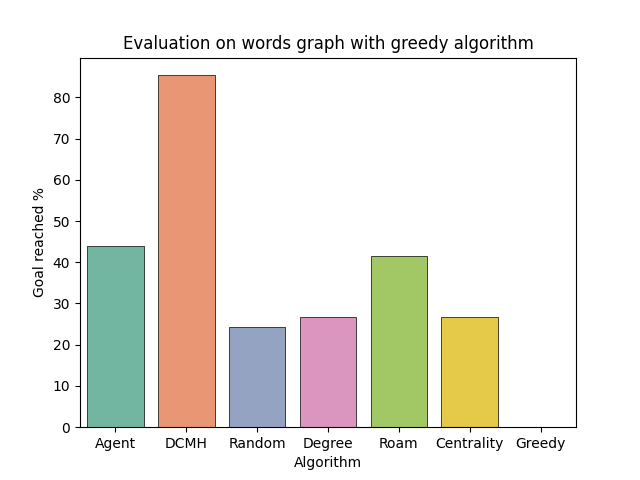 Evaluation on words graph with greedy algorithm
Goal reached %
80
70
60
50
40
30
20
10
0
Agent DCMH Random Degree Roam Centrality Greedy
Algorithm